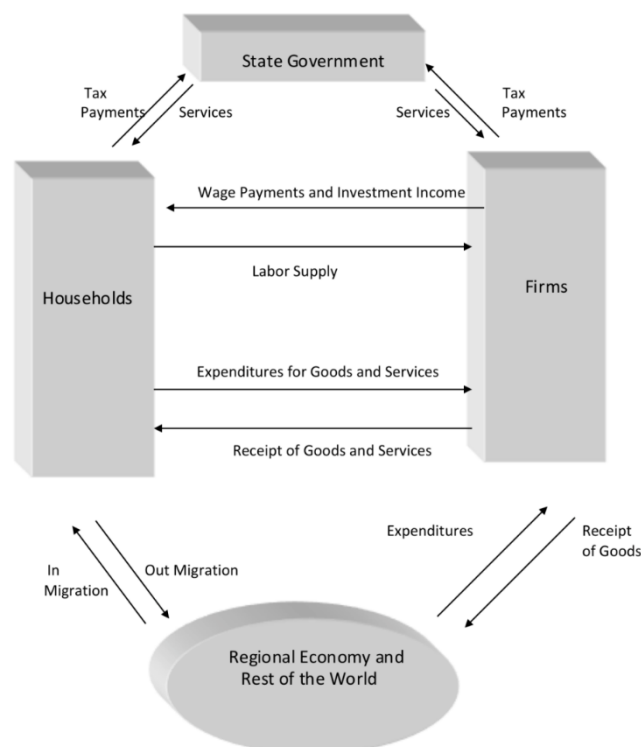 State Government
Tax
Payments
Services
Services
Tax
Payments
Wage Payments and Investment Income
Labor Supply
Households
Firms
Expenditures for Goods and Services
Receipt of Goods and Services
Expenditures
Receipt
of Goods
In
Migration
Out Migration
Regional Economy and
Rest of the World